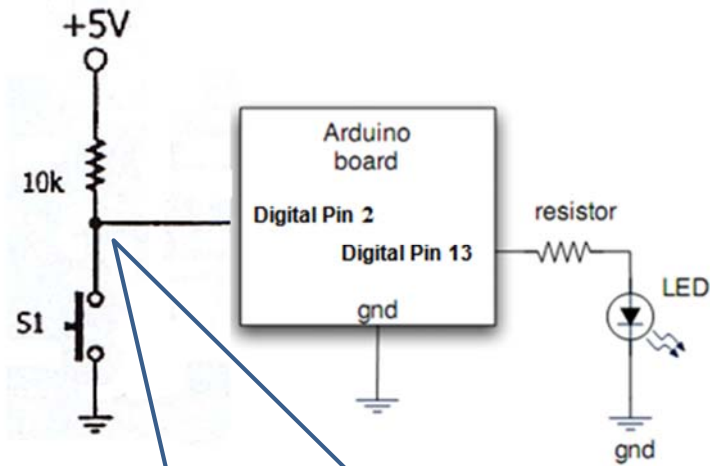 +5V
10k
S1
Arduino
board
Digital Pin 2
Digital Pin 13
gnd
resistor
LED
gnd